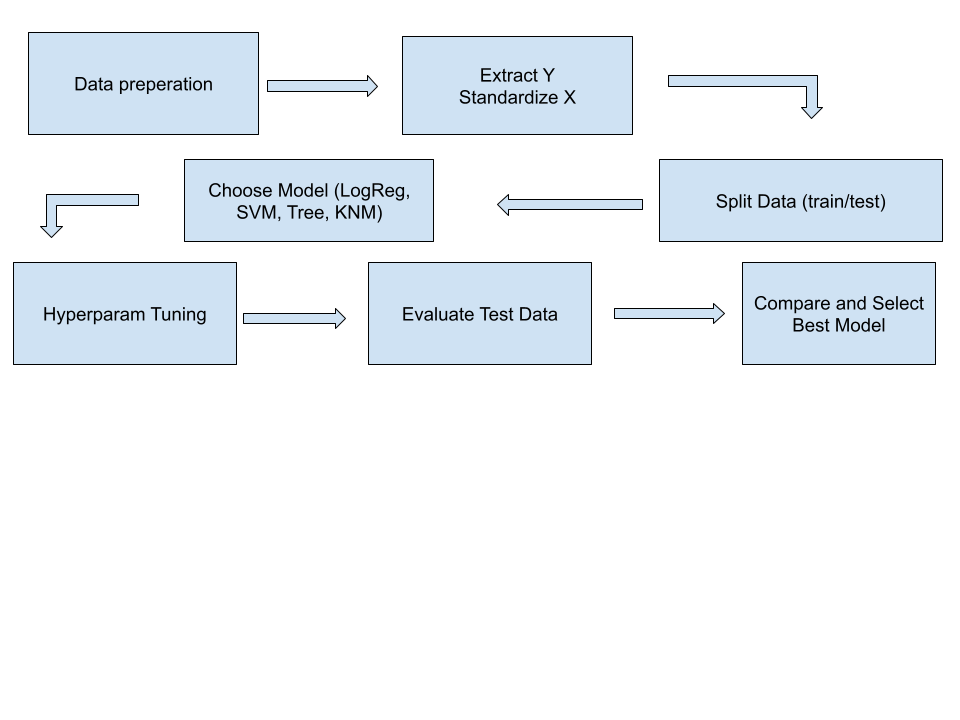 Data preperation
Extract Y
Standardize X
Split Data (train/test)
Choose Model (LogReg,
SVM, Tree, KNM)
Hyperparam Tuning
Evaluate Test Data
Compare and Select
Best Model